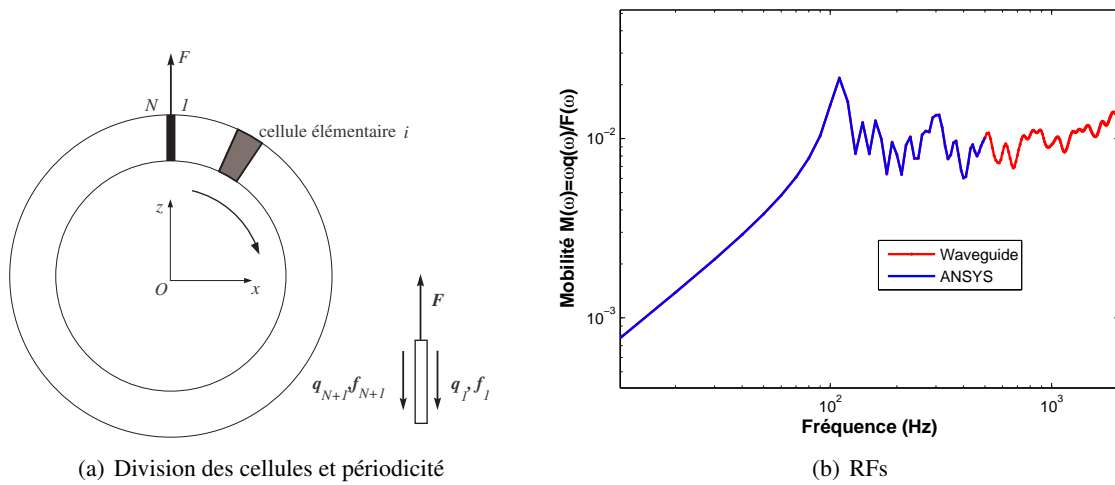 F
N 1
cellule élémentaire i
z
O x
F
q_{N+1},f_{N+1} q_1,f_1
(a) Division des cellules et périodicité
Mobilité M(ω)=ωq(ω)/F(ω)
10^{-2}
10^{-3}
Waveguide
ANSYS
10^2 10^3
Fréquence (Hz)
(b) RFs